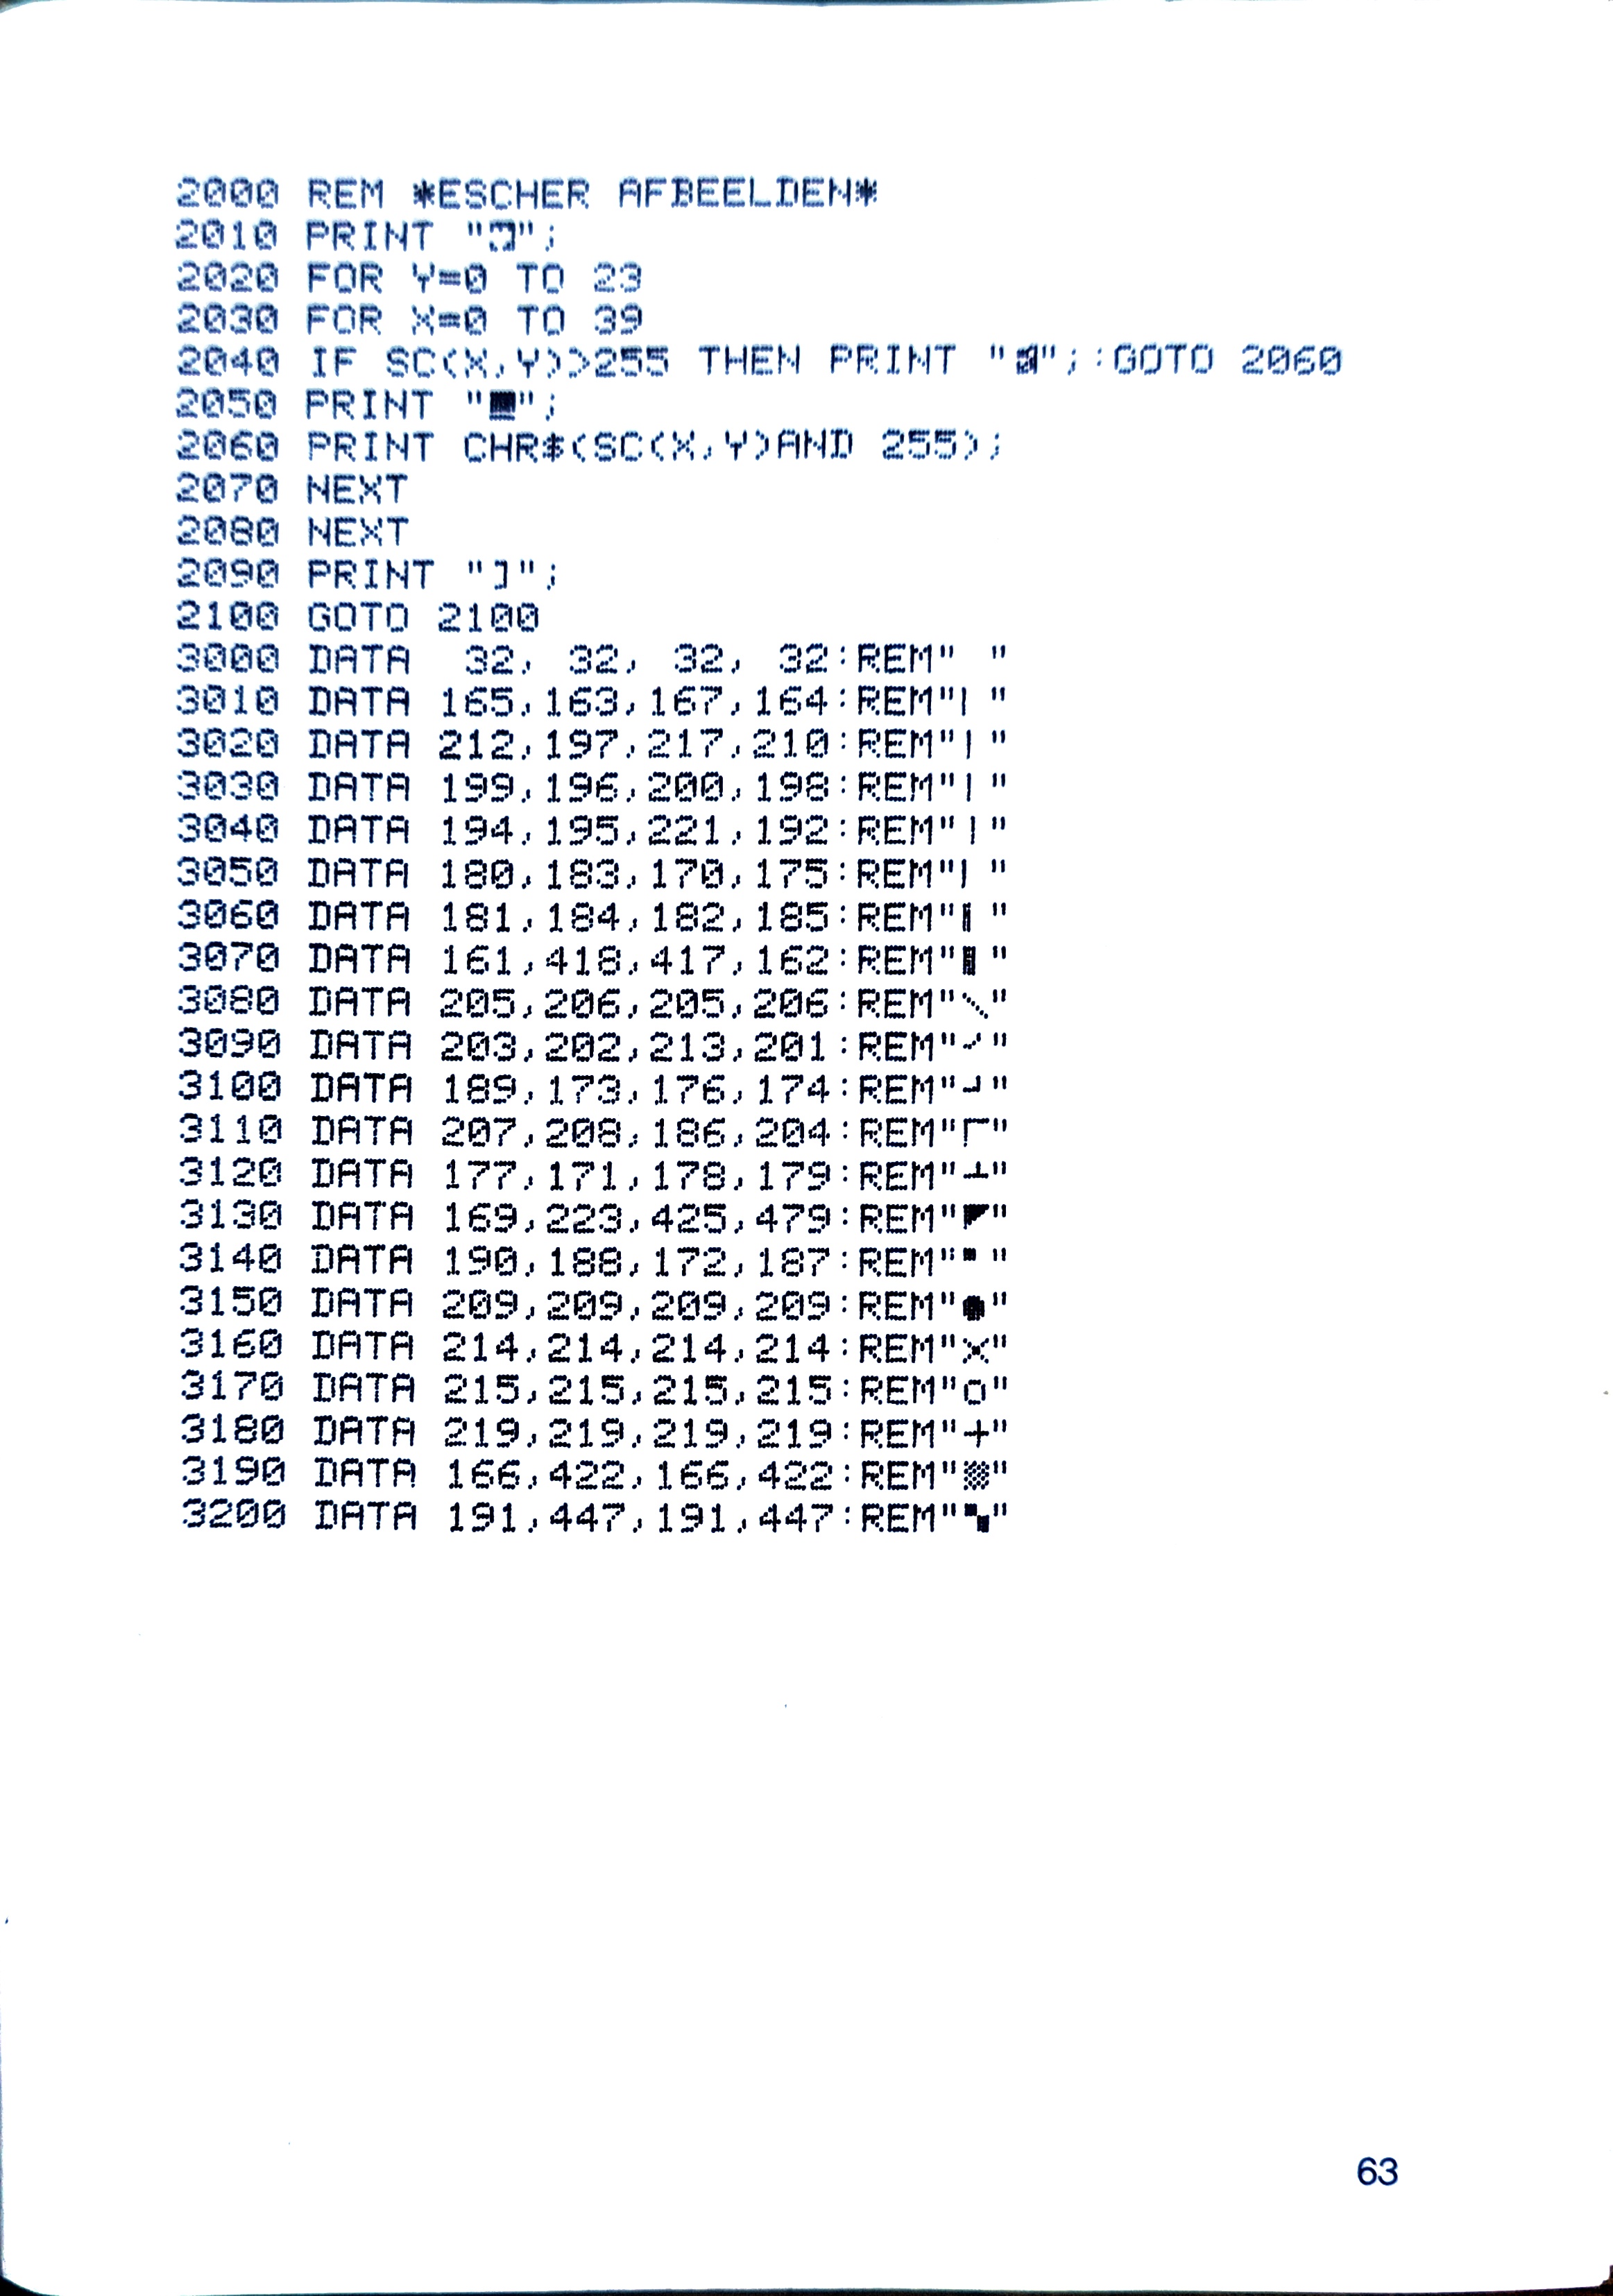 2000 REM *ESCHER AFBEELDEN*
2010 PRINT "";
2020 FOR Y=0 TO 23
2030 FOR X=0 TO 39
2040 IF SC(X,Y)>255 THEN PRINT "";:GOTO 2060
2050 PRINT "";
2060 PRINT CHR$(SC(X,Y)AND 255);
2070 NEXT
2080 NEXT
2090 PRINT "]";
2100 GOTO 2100
3000 DATA  32, 32, 32, 32:REM"  "
3010 DATA 165,163,167,164:REM"| "
3020 DATA 212,197,217,210:REM"| "
3030 DATA 199,196,200,198:REM"| "
3040 DATA 194,195,221,192:REM"| "
3050 DATA 180,183,170,175:REM"| "
3060 DATA 181,184,182,185:REM"▎ "
3070 DATA 161,418,417,162:REM"▌ "
3080 DATA 205,206,205,206:REM"╲"
3090 DATA 203,202,213,201:REM"╯"
3100 DATA 189,173,176,174:REM"┘"
3110 DATA 207,208,186,204:REM"┌"
3120 DATA 177,171,178,179:REM"┴"
3130 DATA 169,223,425,479:REM"◤"
3140 DATA 190,188,172,187:REM"▘"
3150 DATA 209,209,209,209:REM"●"
3160 DATA 214,214,214,214:REM"╳"
3170 DATA 215,215,215,215:REM"○"
3180 DATA 219,219,219,219:REM"┼"
3190 DATA 166,422,166,422:REM"▒"
3200 DATA 191,447,191,447:REM"▚"
63